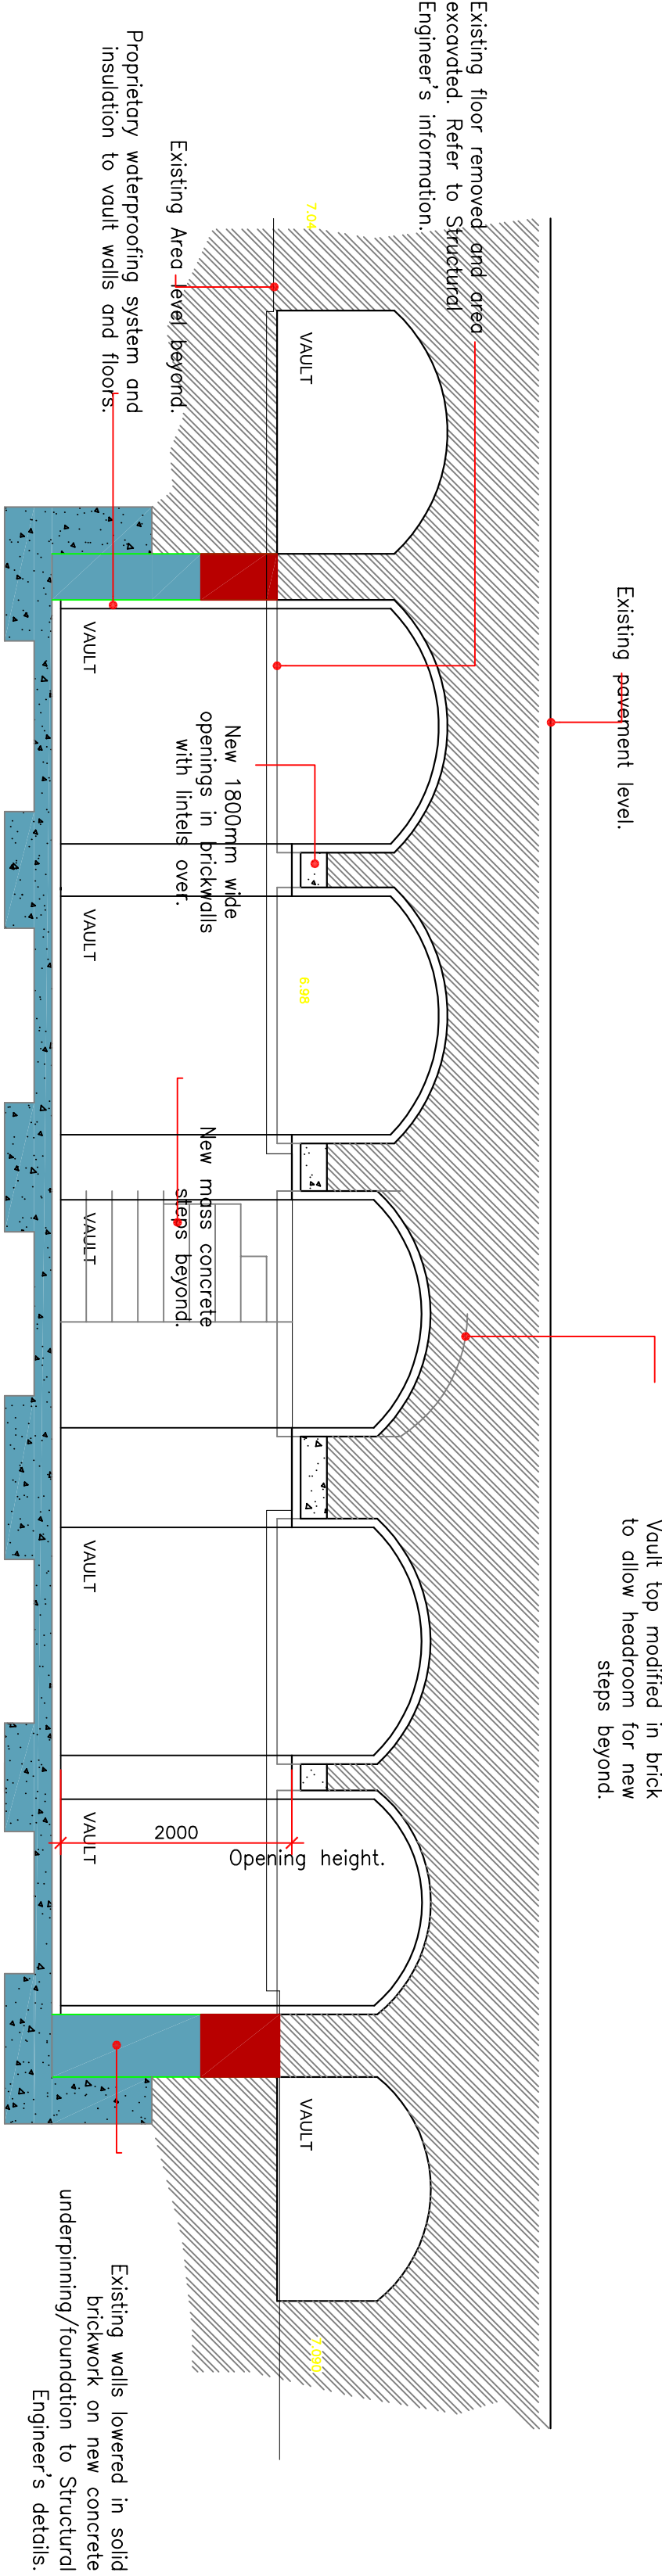 Existing pavement level.
Vault top modified in brick
to allow headroom for new
steps beyond.
Existing floor removed and area
excavated. Refer to Structural
Engineer's information.
7.04
6.98
7.090
VAULT
VAULT
Existing Area level beyond.
New 1800mm wide
openings in brickwalls
with lintels over.
New mass concrete
steps beyond.
Opening height.
2000
Proprietary waterproofing system and
insulation to vault walls and floors.
VAULT
VAULT
VAULT
VAULT
VAULT
Existing walls lowered in solid
brickwork on new concrete
underpinning/foundation to Structural
Engineer's details.